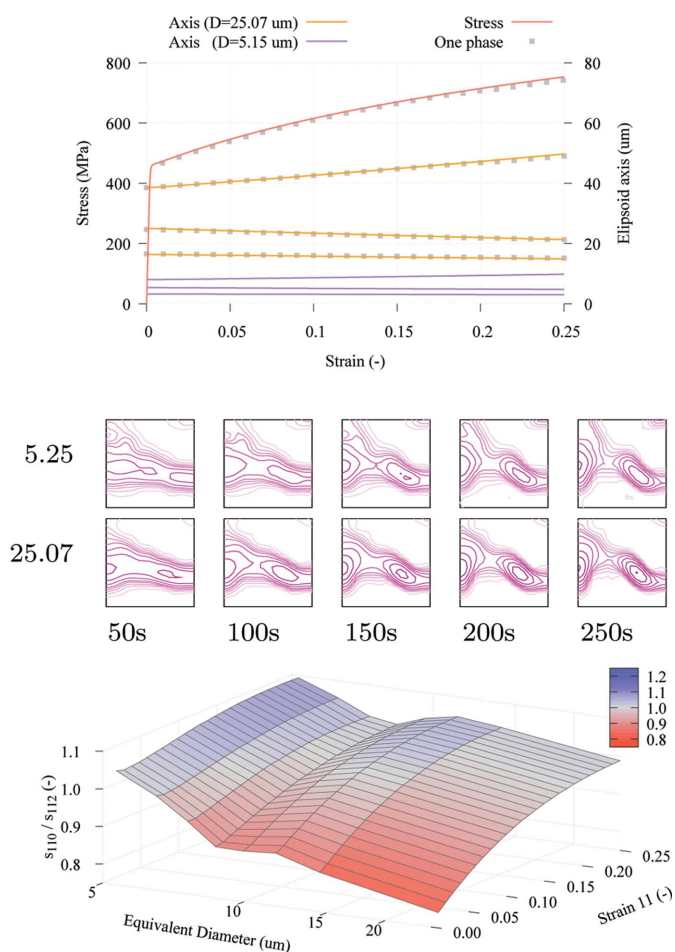 Axis (D=25.07 um)
Axis (D=5.15 um)
Stress
One phase
800
600
400
200
0
Stress (MPa)
80
60
40
20
0
Elipsoid axis (um)
0
0.05
0.1
0.15
0.2
0.25
Strain (-)
5.25
25.07
50s
100s
150s
200s
250s
1.2
1.1
1.0
0.9
0.8
1.1
1.0
0.9
0.8
s110 / s112 (-)
5
10
15
20
Equivalent Diameter (um)
0.00
0.05
0.10
0.15
0.20
0.25
Strain 11 (-)